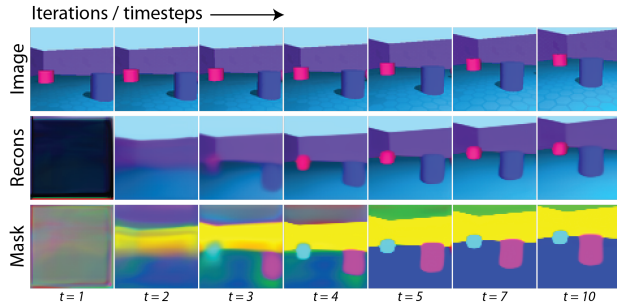 Iterations / timesteps
Image
Recons
Mask
t = 1 t = 2 t = 3 t = 4 t = 5 t = 7 t = 10